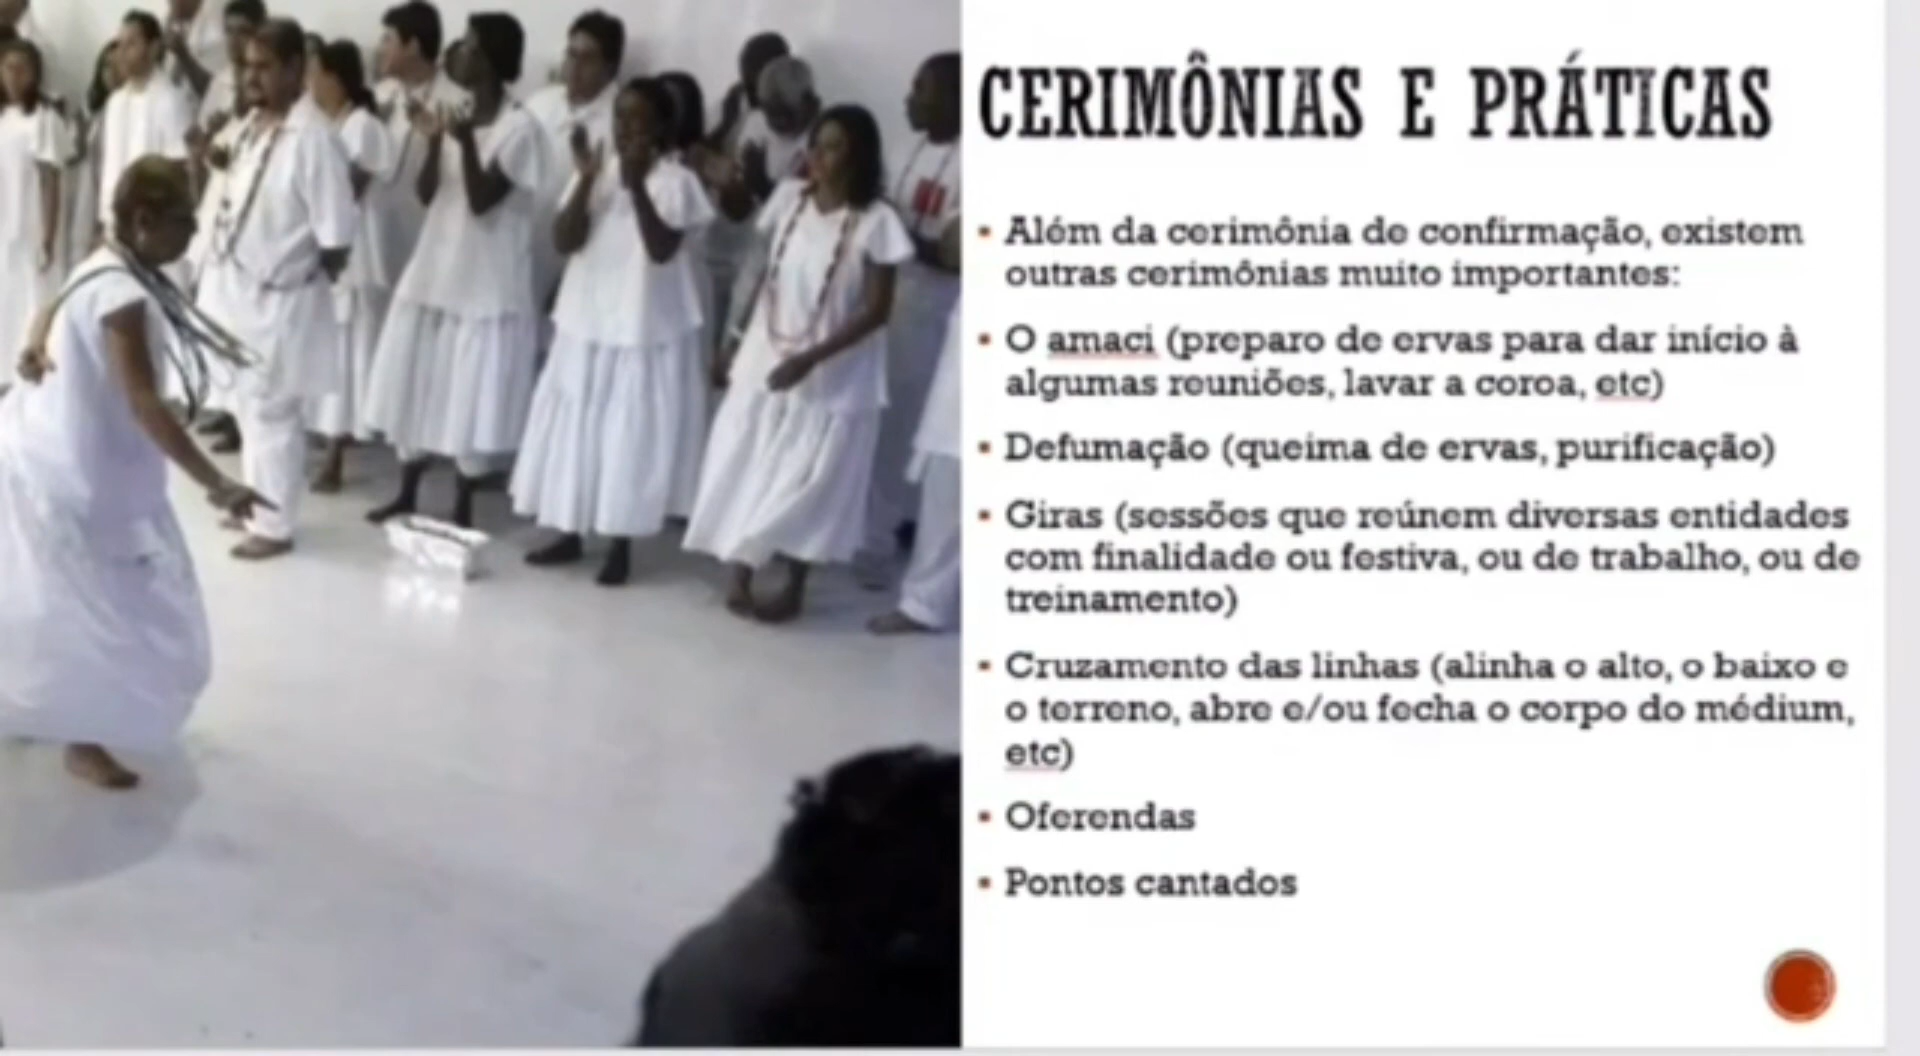 CERIMÔNIAS E PRÁTICAS
▪ Além da cerimônia de confirmação, existem
outras cerimônias muito importantes:
▪ O amaci (preparo de ervas para dar início à
algumas reuniões, lavar a coroa, etc)
▪ Defumação (queima de ervas, purificação)
▪ Giras (sessões que reúnem diversas entidades
com finalidade ou festiva, ou de trabalho, ou de
treinamento)
▪ Cruzamento das linhas (alinha o alto, o baixo e
o terreno, abre e/ou fecha o corpo do médium,
etc)
▪ Oferendas
▪ Pontos cantados